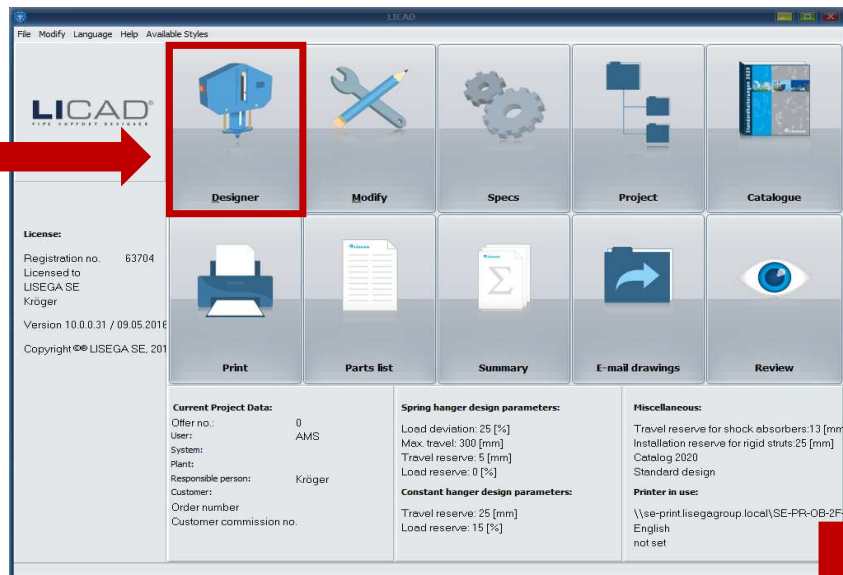 LICAD
File Modify Language Help Available Styles
LICAD®
PIPE SUPPORT DESIGNER
Standardhalterungen 2020
Designer
Modify
Specs
Project
Catalogue
License:
Registration no. 63704
Licensed to
LISEGA SE
Kröger
Version 10.0.0.31 / 09.05.2016
Copyright ©® LISEGA SE, 201
Print
Parts list
Summary
E-mail drawings
Review
Current Project Data:
Offer no.: 0
User: AMS
System:
Plant:
Responsible person: Kröger
Customer:
Order number
Customer commission no.
Spring hanger design parameters:
Load deviation: 25 [%]
Max. travel: 300 [mm]
Travel reserve: 5 [mm]
Load reserve: 0 [%]
Constant hanger design parameters:
Travel reserve: 25 [mm]
Load reserve: 15 [%]
Miscellaneous:
Travel reserve for shock absorbers:13 [mm
Installation reserve for rigid struts:25 [mm]
Catalog 2020
Standard design
Printer in use:
\\se-print.lisegagroup.local\SE-PR-OB-2F-
English
not set